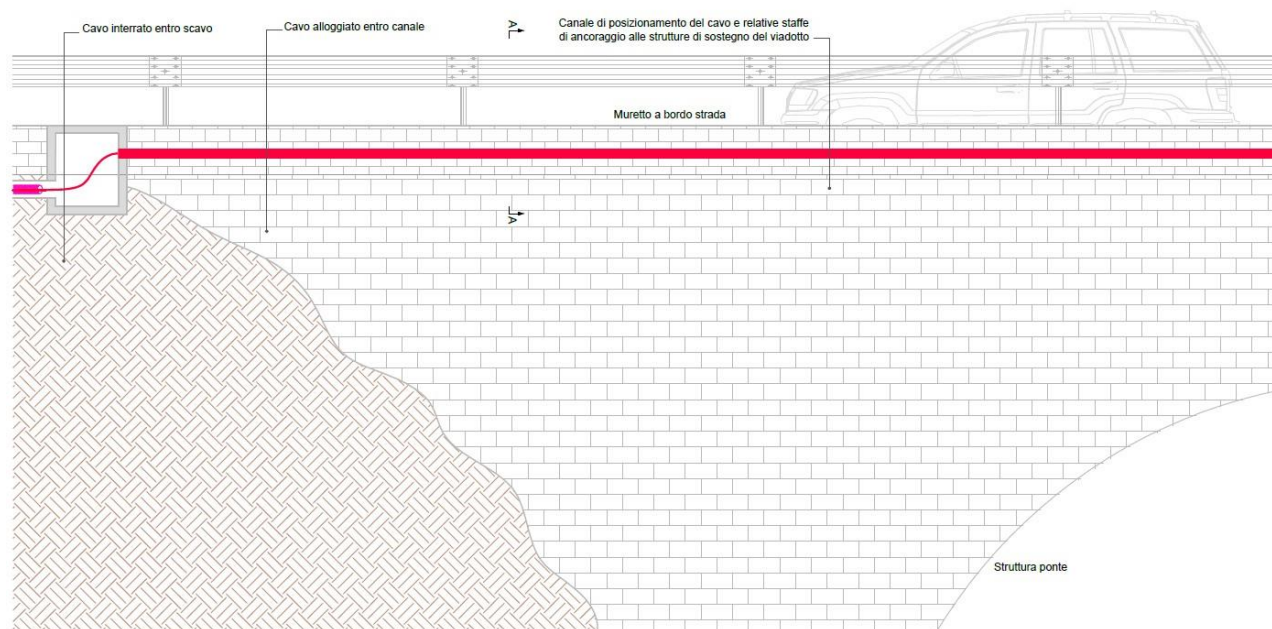 Cavo interrato entro scavo
Cavo alloggiato entro canale
A
Canale di posizionamento del cavo e relative staffe
di ancoraggio alle strutture di sostegno del viadotto
Muretto a bordo strada
A
Struttura ponte